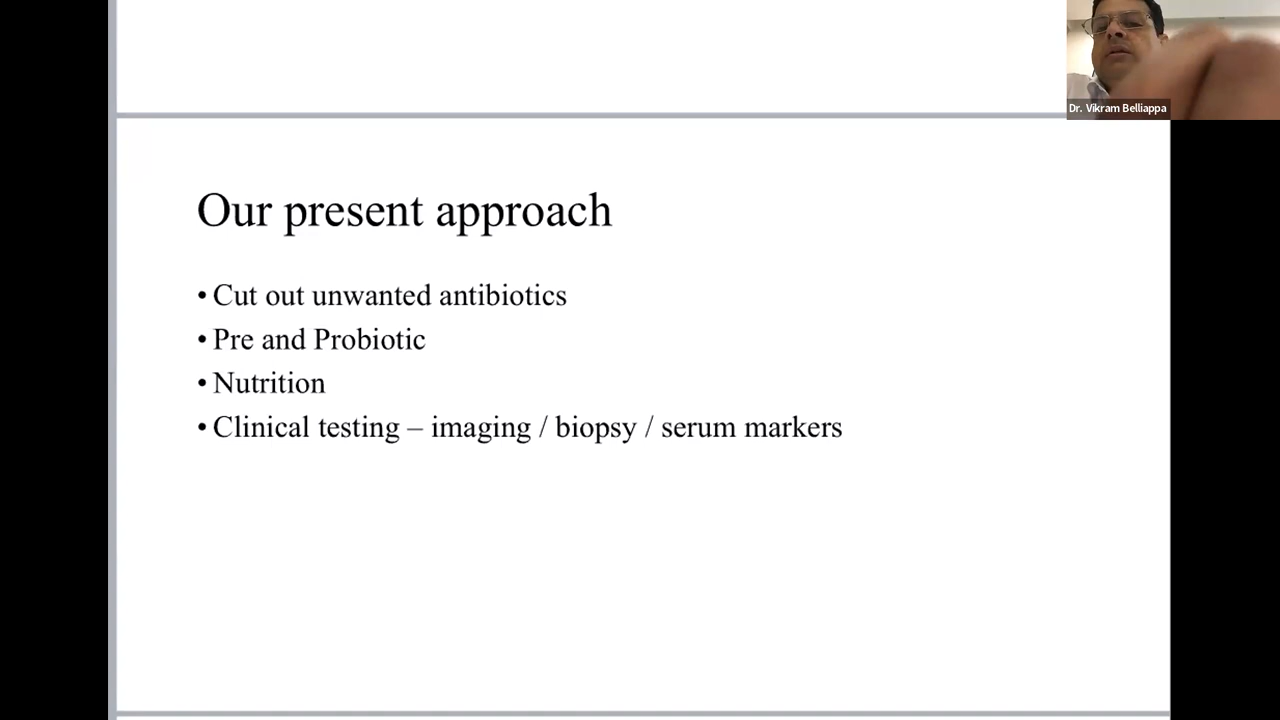 Dr. Vikram Belliappa
Our present approach
• Cut out unwanted antibiotics
• Pre and Probiotic
• Nutrition
• Clinical testing – imaging / biopsy / serum markers